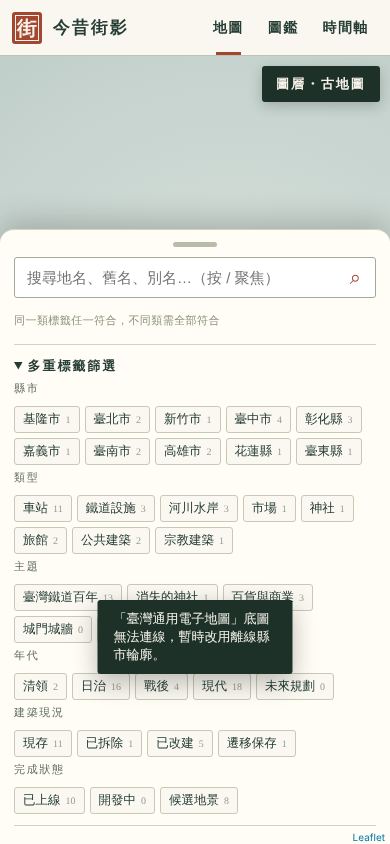 街 今昔街影 地圖 圖鑑 時間軸
圖層・古地圖
搜尋地名、舊名、別名…（按 / 聚焦）
同一類標籤任一符合，不同類需全部符合
▼ 多重標籤篩選
縣市
基隆市 1 臺北市 2 新竹市 1 臺中市 4 彰化縣 3
嘉義市 1 臺南市 2 高雄市 2 花蓮縣 1 臺東縣 1
類型
車站 11 鐵道設施 3 河川水岸 3 市場 1 神社 1
旅館 2 公共建築 2 宗教建築 1
主題
臺灣鐵道百年 13 消失的神社 1 百貨與商業 3
城門城牆 0
「臺灣通用電子地圖」底圖
無法連線，暫時改用離線縣
市輪廓。
年代
清領 2 日治 16 戰後 4 現代 18 未來規劃 0
建築現況
現存 11 已拆除 1 已改建 5 遷移保存 1
完成狀態
已上線 10 開發中 0 候選地景 8
Leaflet